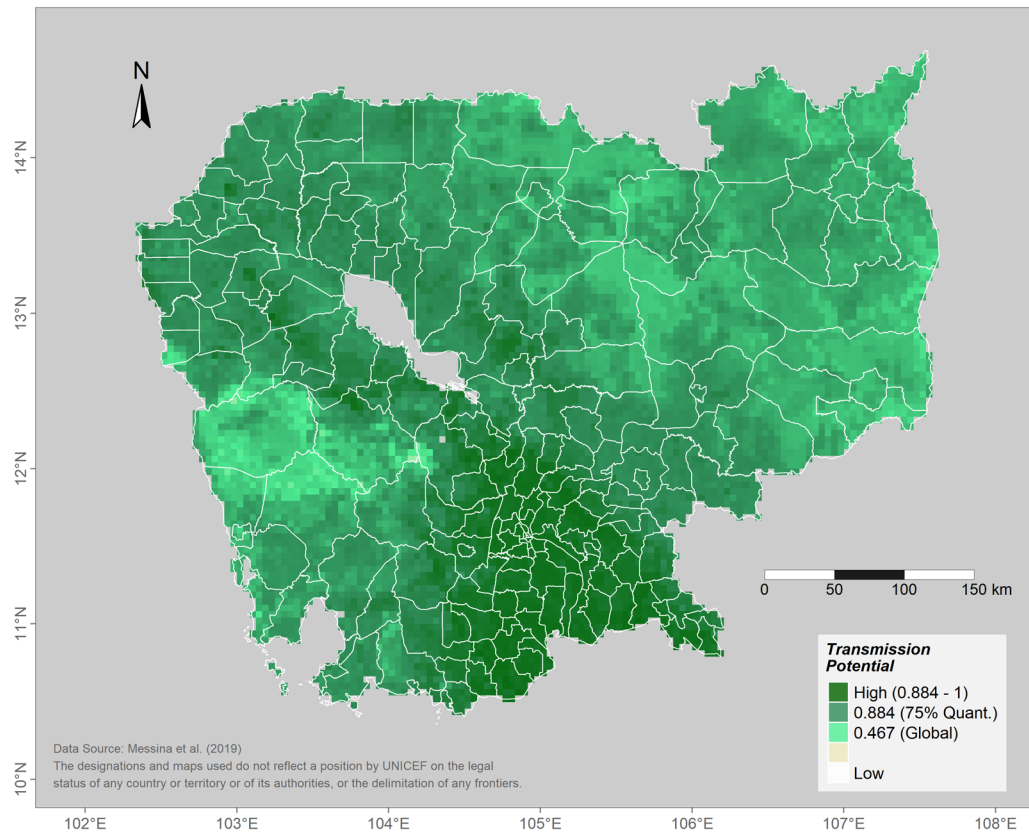 N
14°N
13°N
12°N
11°N
10°N
0 50 100 150 km
Transmission
Potential
High (0.884 - 1)
0.884 (75% Quant.)
0.467 (Global)
Low
Data Source: Messina et al. (2019)
The designations and maps used do not reflect a position by UNICEF on the legal
status of any country or territory or of its authorities, or the delimitation of any frontiers.
102°E 103°E 104°E 105°E 106°E 107°E 108°E